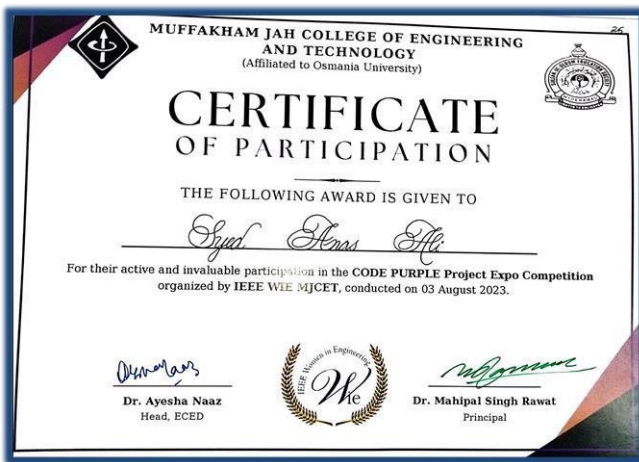 MUFFAKHAM JAH COLLEGE OF ENGINEERING
AND TECHNOLOGY
(Affiliated to Osmania University)
26
CERTIFICATE
OF PARTICIPATION
THE FOLLOWING AWARD IS GIVEN TO
Syed Anas Ali
For their active and invaluable participation in the CODE PURPLE Project Expo Competition
organized by IEEE WIE MJCET, conducted on 03 August 2023.
IEEE Women in Engineering
Wie
Dr. Ayesha Naaz
Head, ECED
Dr. Mahipal Singh Rawat
Principal